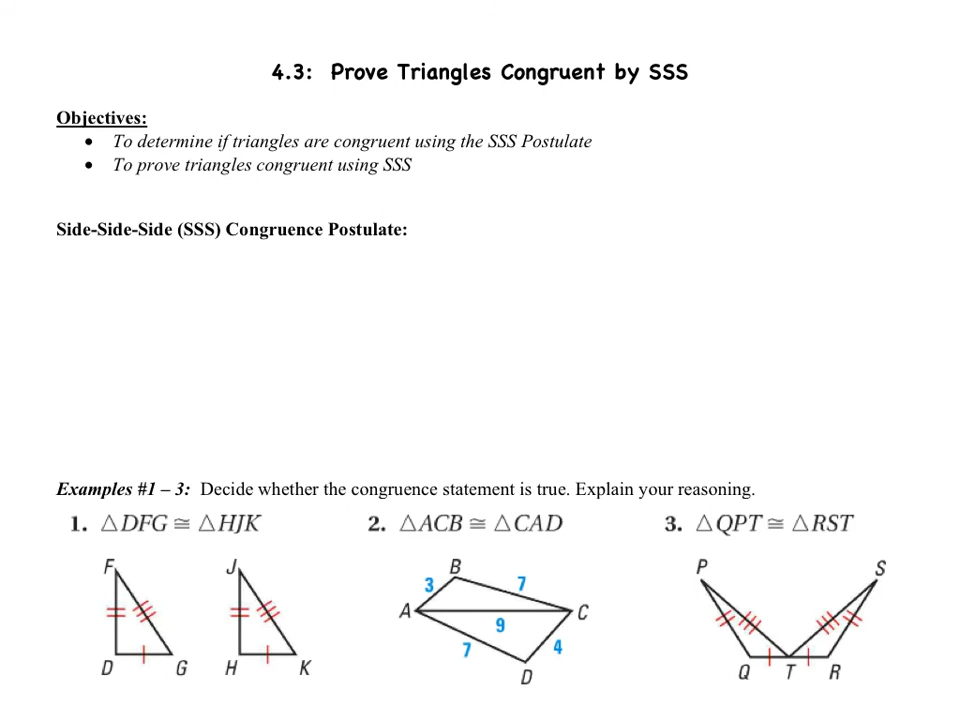 4.3: Prove Triangles Congruent by SSS
Objectives:
• To determine if triangles are congruent using the SSS Postulate
• To prove triangles congruent using SSS
Side-Side-Side (SSS) Congruence Postulate:
Examples #1 – 3: Decide whether the congruence statement is true. Explain your reasoning.
1. △DFG ≅ △HJK
2. △ACB ≅ △CAD
3. △QPT ≅ △RST
F
J
D
G
H
K
B
3
7
A
C
9
7
4
D
P
S
Q
T
R